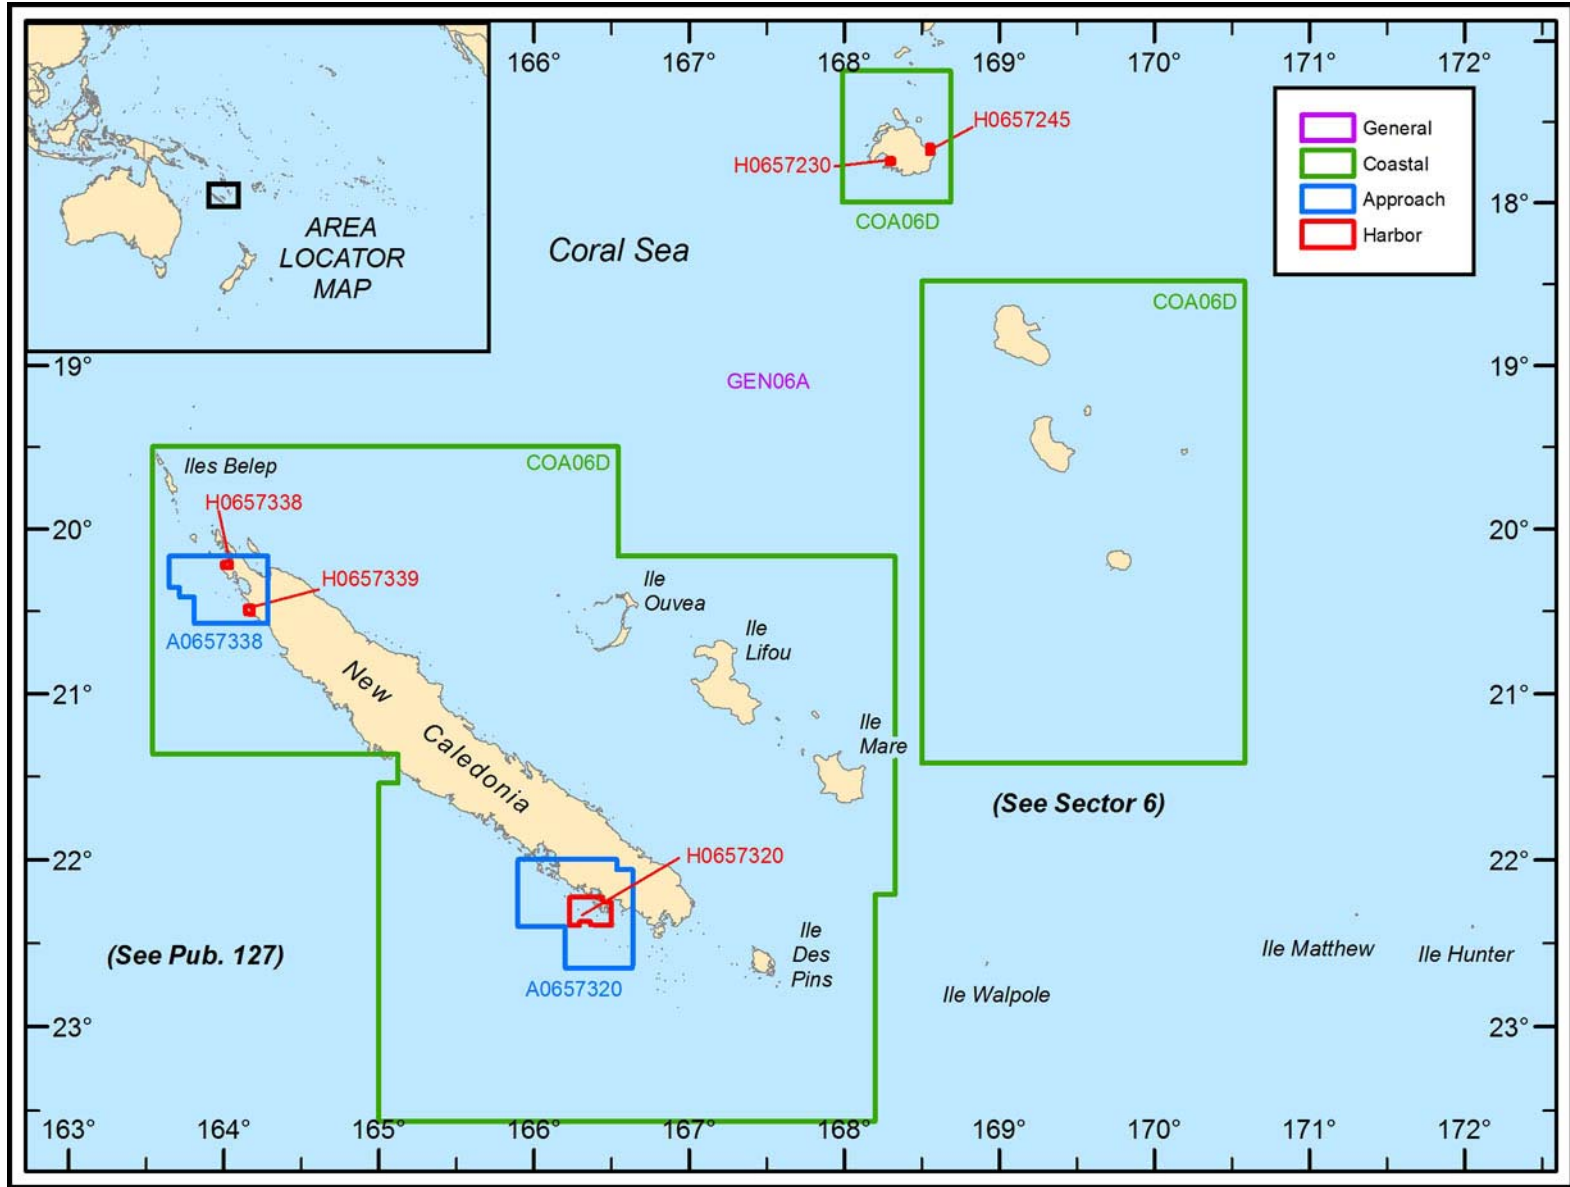 166° 167° 168° 169° 170° 171° 172°
AREA
LOCATOR
MAP
General
Coastal
Approach
Harbor
H0657245
H0657230
COA06D
18°
18°
Coral Sea
COA06D
19°
19°
GEN06A
Iles Belep
COA06D
H0657338
20°
20°
H0657339
A0657338
Ile
Ouvea
Ile
Lifou
New
Caledonia
21°
21°
Ile
Mare
(See Sector 6)
22°
22°
H0657320
(See Pub. 127)
A0657320
Ile
Des
Pins
Ile Walpole
Ile Matthew
Ile Hunter
23°
23°
163° 164° 165° 166° 167° 168° 169° 170° 171° 172°